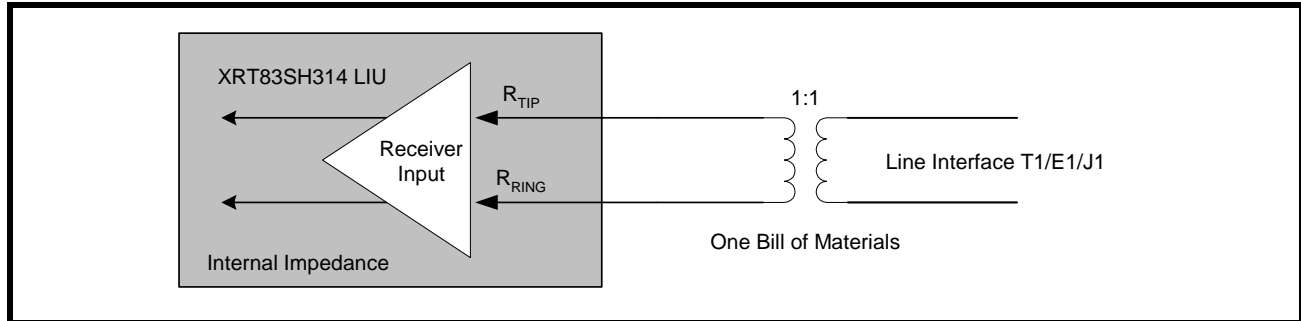 XRT83SH314 LIU
R_TIP
1:1
Receiver
Input
Line Interface T1/E1/J1
R_RING
One Bill of Materials
Internal Impedance